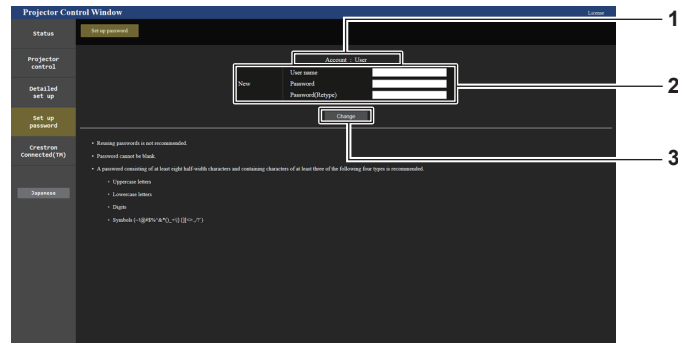 Projector Control Window
License
Status
Set up password
Projector
control
Detailed
set up
Set up
password
Crestron
Connected(TM)
Japanese
Account : User
New
User name
Password
Password(Retype)
Change
1
2
3
• Reusing passwords is not recommended.
• Password cannot be blank.
• A password consisting of at least eight half-width characters and containing characters of at least three of the following four types is recommended.
• Uppercase letters
• Lowercase letters
• Digits
• Symbols